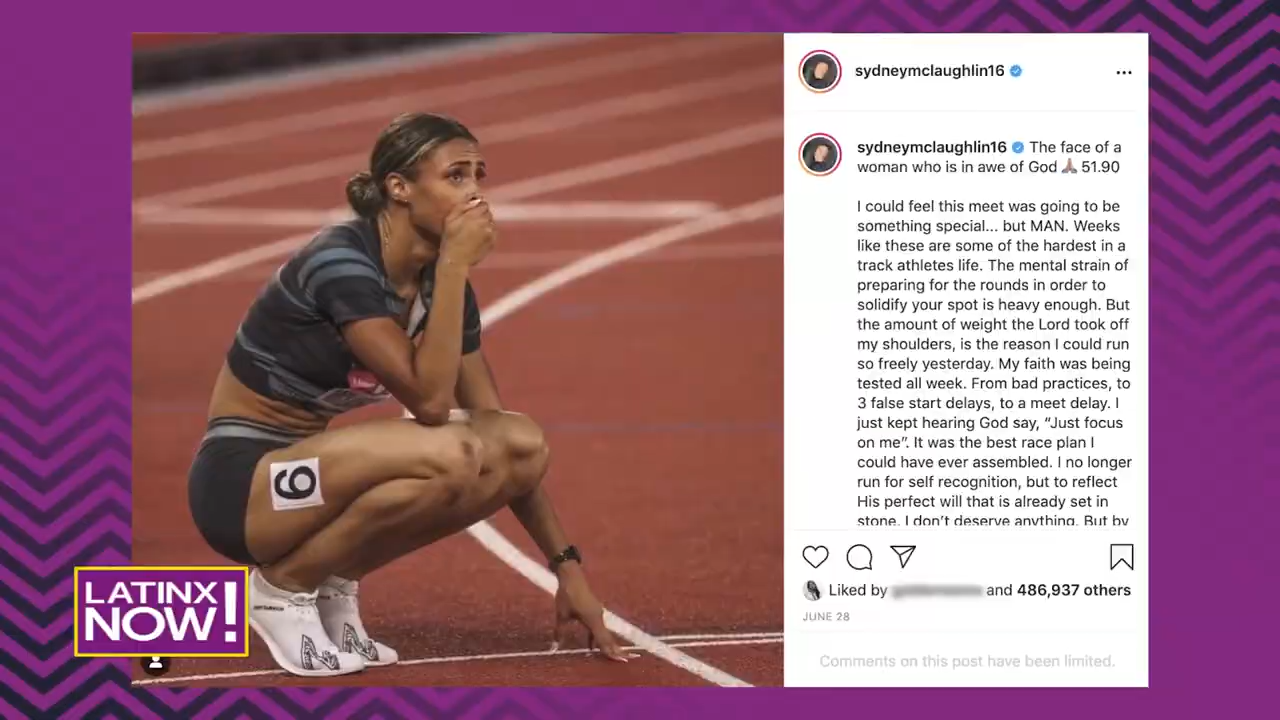 sydneymclaughlin16
sydneymclaughlin16 The face of a
woman who is in awe of God 🙏🏽 51.90
I could feel this meet was going to be
something special... but MAN. Weeks
like these are some of the hardest in a
track athletes life. The mental strain of
preparing for the rounds in order to
solidify your spot is heavy enough. But
the amount of weight the Lord took off
my shoulders, is the reason I could run
so freely yesterday. My faith was being
tested all week. From bad practices, to
3 false start delays, to a meet delay. I
just kept hearing God say, “Just focus
on me”. It was the best race plan I
could have ever assembled. I no longer
run for self recognition, but to reflect
His perfect will that is already set in
stone. I don’t deserve anything. But by
Liked by and 486,937 others
JUNE 28
Comments on this post have been limited.
6
LATINX
NOW!